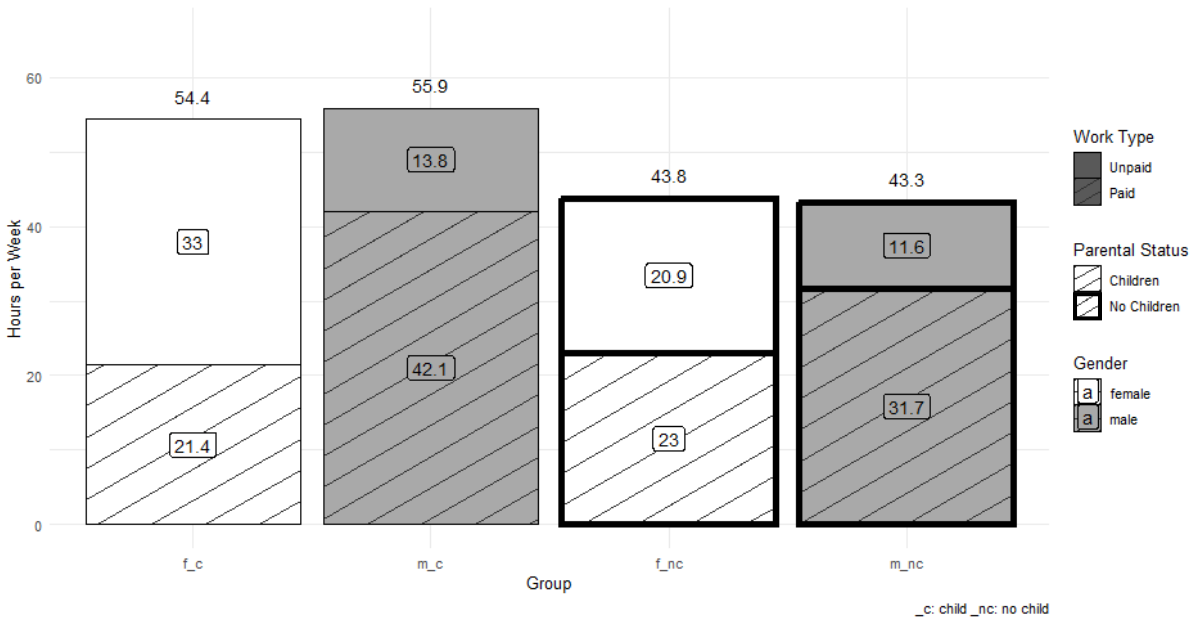 60
40
20
0
Hours per Week
54.4
33
21.4
55.9
13.8
42.1
43.8
20.9
23
43.3
11.6
31.7
f_c
m_c
f_nc
m_nc
Group
_c: child _nc: no child
Work Type
Unpaid
Paid
Parental Status
Children
No Children
Gender
a female
a male